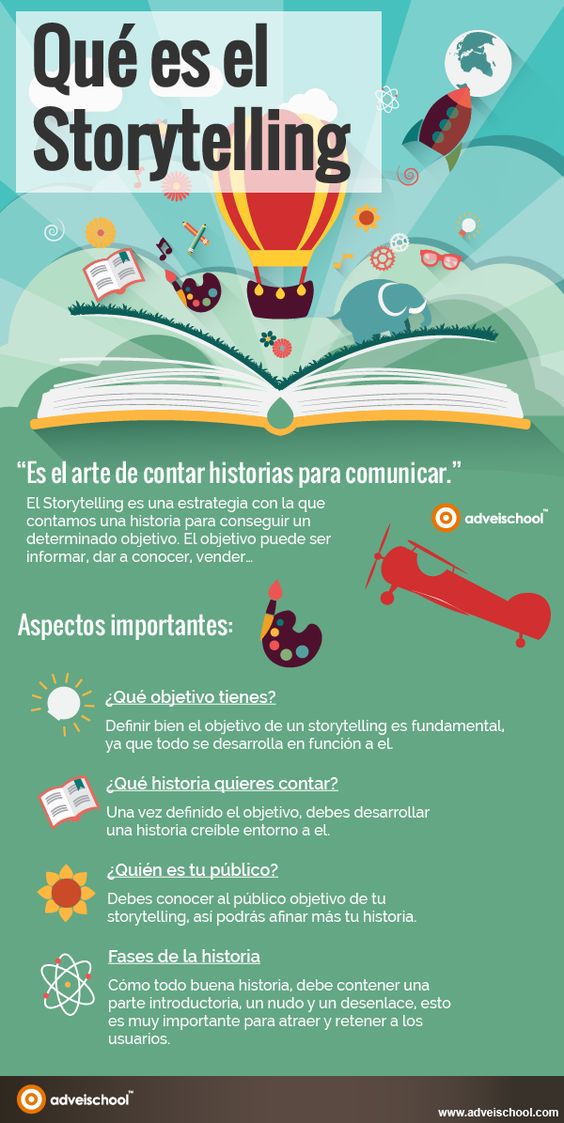 Qué es el
Storytelling
“Es el arte de contar historias para comunicar.”
El Storytelling es una estrategia con la que
contamos una historia para conseguir un
determinado objetivo. El objetivo puede ser
informar, dar a conocer, vender...
adveischool™
Aspectos importantes:
¿Qué objetivo tienes?
Definir bien el objetivo de un storytelling es fundamental,
ya que todo se desarrolla en función a el.
¿Qué historia quieres contar?
Una vez definido el objetivo, debes desarrollar
una historia creíble entorno a el.
¿Quién es tu público?
Debes conocer al público objetivo de tu
storytelling, así podrás afinar más tu historia.
Fases de la historia
Cómo todo buena historia, debe contener una
parte introductoria, un nudo y un desenlace, esto
es muy importante para atraer y retener a los
usuarios.
adveischool™
www.adveischool.com